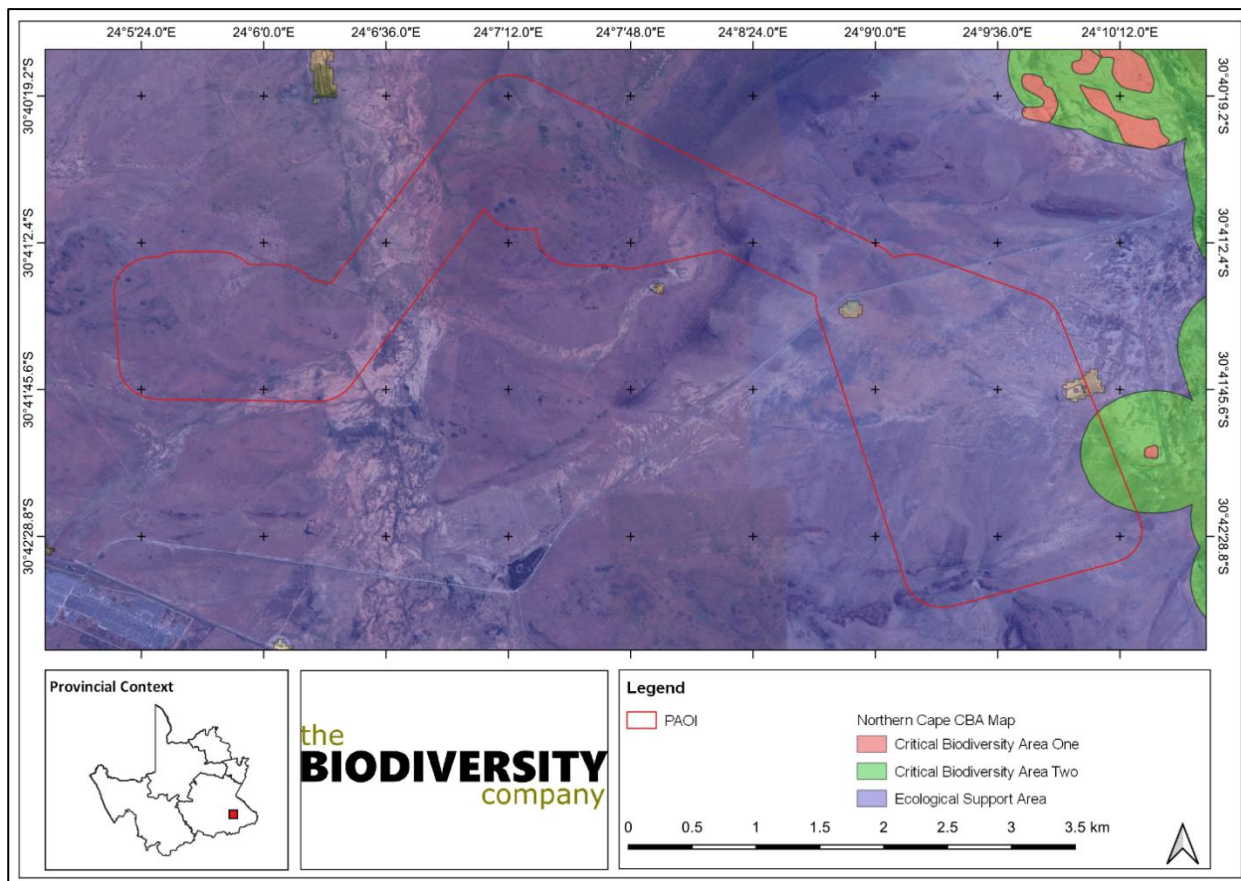 24°5'24.0"E 24°6'0.0"E 24°6'36.0"E 24°7'12.0"E 24°7'48.0"E 24°8'24.0"E 24°9'0.0"E 24°9'36.0"E 24°10'12.0"E
30°40'19.2"S 30°40'19.2"S
30°41'2.4"S 30°41'2.4"S
30°41'45.6"S 30°41'45.6"S
30°42'28.8"S 30°42'28.8"S
Provincial Context
the
BIODIVERSITY
company
Legend
PAOI
Northern Cape CBA Map
Critical Biodiversity Area One
Critical Biodiversity Area Two
Ecological Support Area
0 0.5 1 1.5 2 2.5 3 3.5 km